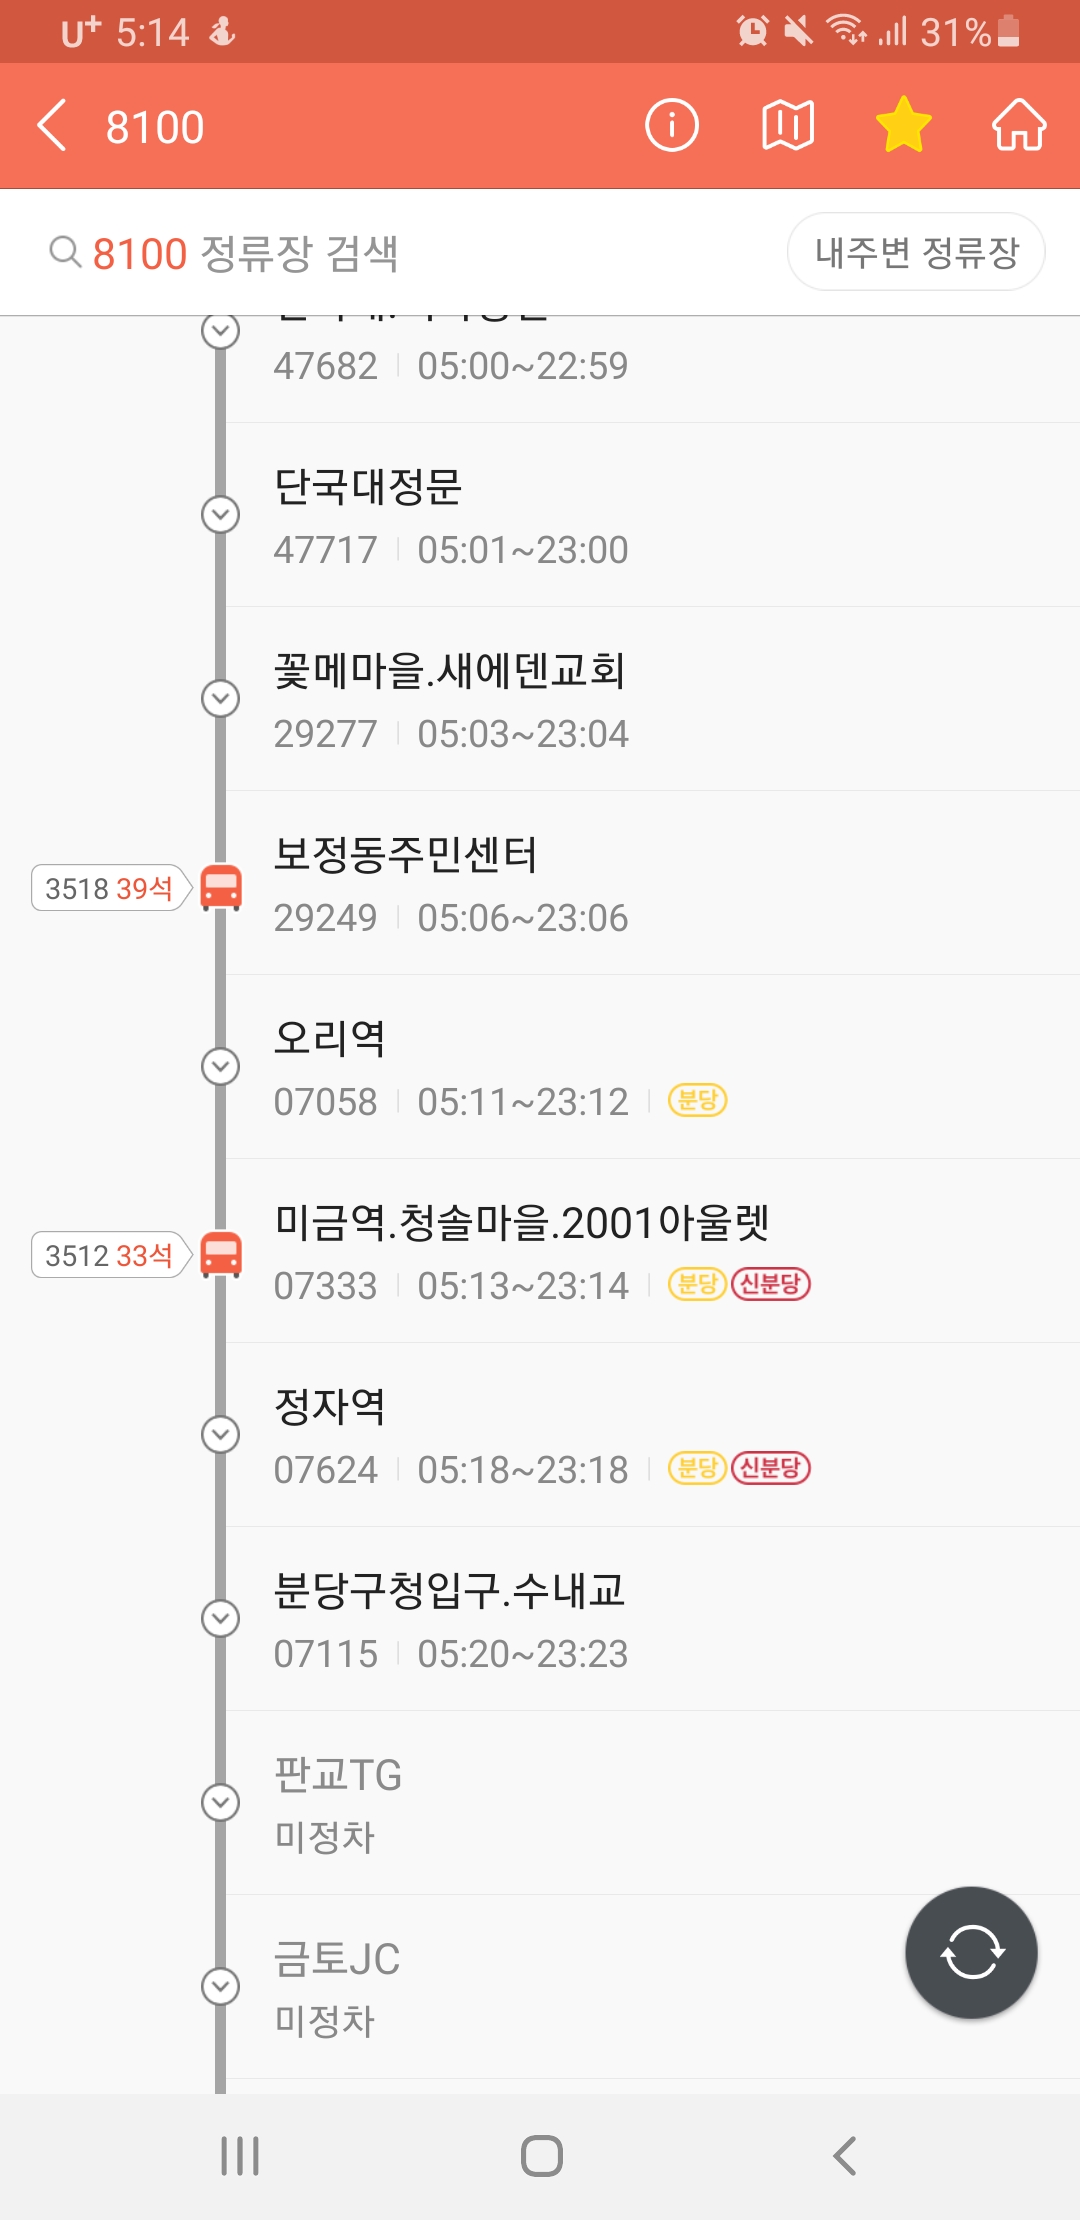 U+ 5:14 31%
8100
8100 정류장 검색 내주변 정류장
47682 05:00~22:59
단국대정문
47717 05:01~23:00
꽃메마을.새에덴교회
29277 05:03~23:04
보정동주민센터
3518 39석
29249 05:06~23:06
오리역
07058 05:11~23:12 분당
미금역.청솔마을.2001아울렛
3512 33석
07333 05:13~23:14 분당 신분당
정자역
07624 05:18~23:18 분당 신분당
분당구청입구.수내교
07115 05:20~23:23
판교TG
미정차
금토JC
미정차